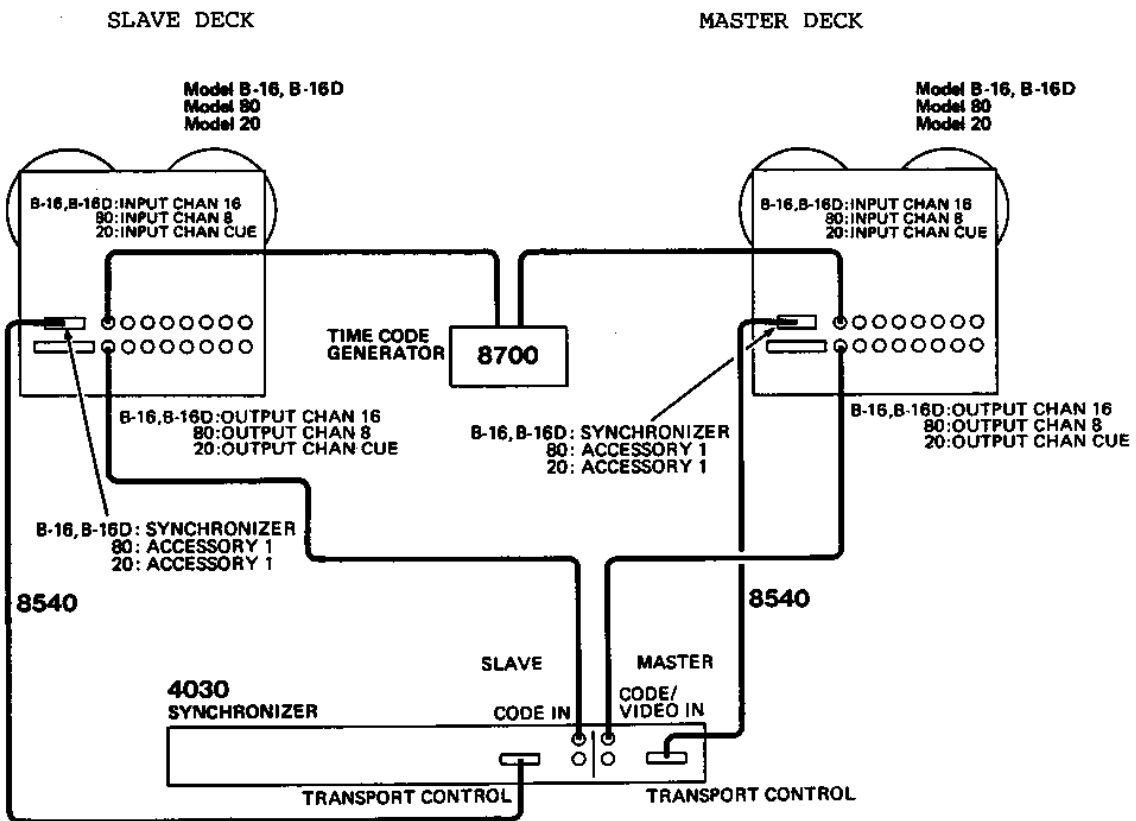 SLAVE DECK
MASTER DECK
Model B-16, B-16D
Model 80
Model 20
Model B-16, B-16D
Model 80
Model 20
B-16,B-16D:INPUT CHAN 16
80:INPUT CHAN 8
20:INPUT CHAN CUE
B-16,B-16D:INPUT CHAN 16
80:INPUT CHAN 8
20:INPUT CHAN CUE
TIME CODE
GENERATOR
8700
B-16,B-16D:OUTPUT CHAN 16
80:OUTPUT CHAN 8
20:OUTPUT CHAN CUE
B-16,B-16D: SYNCHRONIZER
80: ACCESSORY 1
20: ACCESSORY 1
B-16,B-16D:OUTPUT CHAN 16
80:OUTPUT CHAN 8
20:OUTPUT CHAN CUE
B-16,B-16D: SYNCHRONIZER
80: ACCESSORY 1
20: ACCESSORY 1
8540
8540
SLAVE
MASTER
4030
SYNCHRONIZER
CODE IN
CODE/
VIDEO IN
TRANSPORT CONTROL
TRANSPORT CONTROL